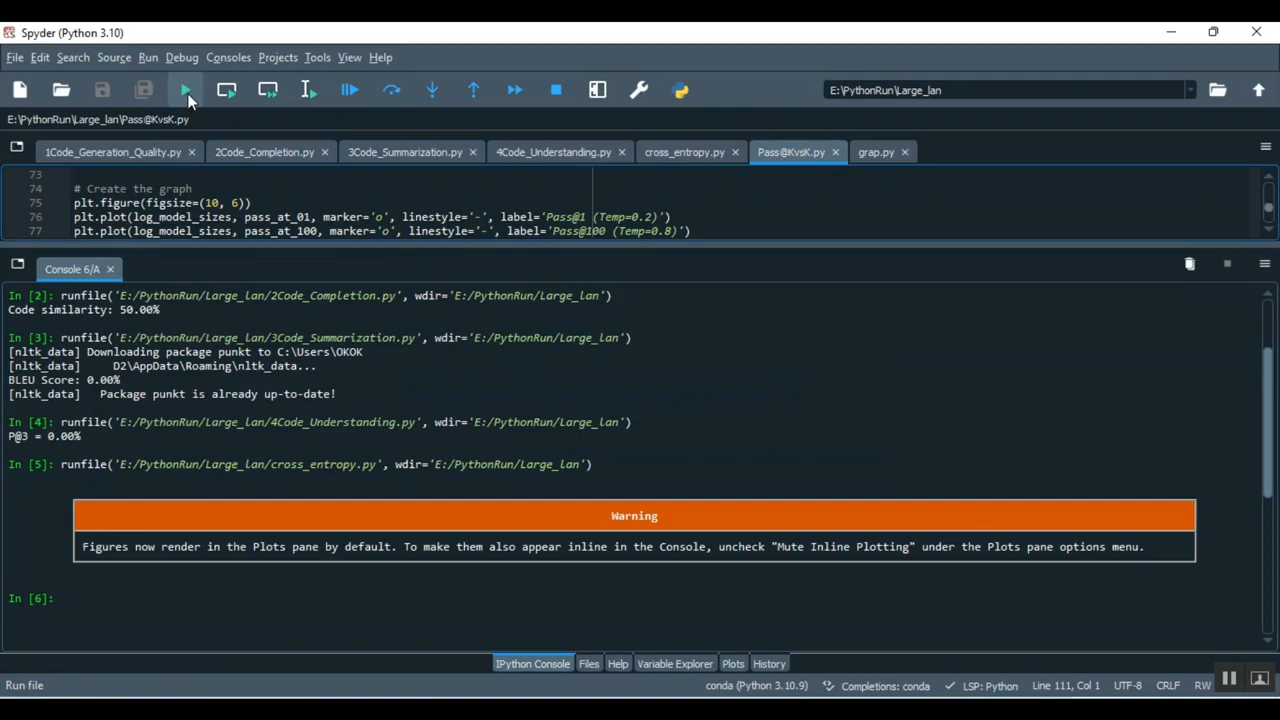 Spyder (Python 3.10)
File Edit Search Source Run Debug Consoles Projects Tools View Help
E:\PythonRun\Large_lan
E:\PythonRun\Large_lan\Pass@KvsK.py
1Code_Generation_Quality.py 2Code_Completion.py 3Code_Summarization.py 4Code_Understanding.py cross_entropy.py Pass@KvsK.py grap.py
73
74 # Create the graph
75 plt.figure(figsize=(10, 6))
76 plt.plot(log_model_sizes, pass_at_01, marker='o', linestyle='-', label='Pass@1 (Temp=0.2)')
77 plt.plot(log_model_sizes, pass_at_100, marker='o', linestyle='-', label='Pass@100 (Temp=0.8)')
Console 6/A
In [2]: runfile('E:/PythonRun/Large_lan/2Code_Completion.py', wdir='E:/PythonRun/Large_lan')
Code similarity: 50.00%
In [3]: runfile('E:/PythonRun/Large_lan/3Code_Summarization.py', wdir='E:/PythonRun/Large_lan')
[nltk_data] Downloading package punkt to C:\Users\OKOK
[nltk_data]     D2\AppData\Roaming\nltk_data...
BLEU Score: 0.00%
[nltk_data]   Package punkt is already up-to-date!
In [4]: runfile('E:/PythonRun/Large_lan/4Code_Understanding.py', wdir='E:/PythonRun/Large_lan')
P@3 = 0.00%
In [5]: runfile('E:/PythonRun/Large_lan/cross_entropy.py', wdir='E:/PythonRun/Large_lan')
Warning
Figures now render in the Plots pane by default. To make them also appear inline in the Console, uncheck "Mute Inline Plotting" under the Plots pane options menu.
In [6]:
IPython Console Files Help Variable Explorer Plots History
Run file conda (Python 3.10.9) Completions: conda LSP: Python Line 111, Col 1 UTF-8 CRLF RW